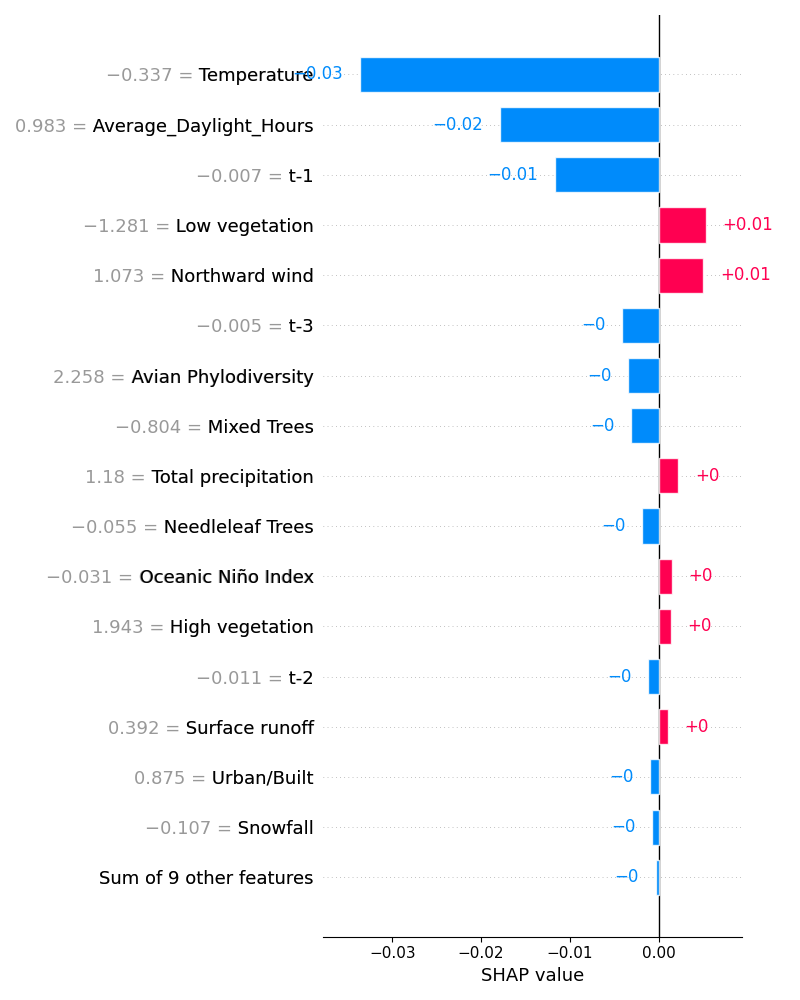 −0.337 = Temperature −0.03
0.983 = Average_Daylight_Hours −0.02
−0.007 = t-1 −0.01
−1.281 = Low vegetation +0.01
1.073 = Northward wind +0.01
−0.005 = t-3 −0
2.258 = Avian Phylodiversity −0
−0.804 = Mixed Trees −0
1.18 = Total precipitation +0
−0.055 = Needleleaf Trees −0
−0.031 = Oceanic Niño Index +0
1.943 = High vegetation +0
−0.011 = t-2 −0
0.392 = Surface runoff +0
0.875 = Urban/Built −0
−0.107 = Snowfall −0
Sum of 9 other features −0
−0.03 −0.02 −0.01 0.00
SHAP value